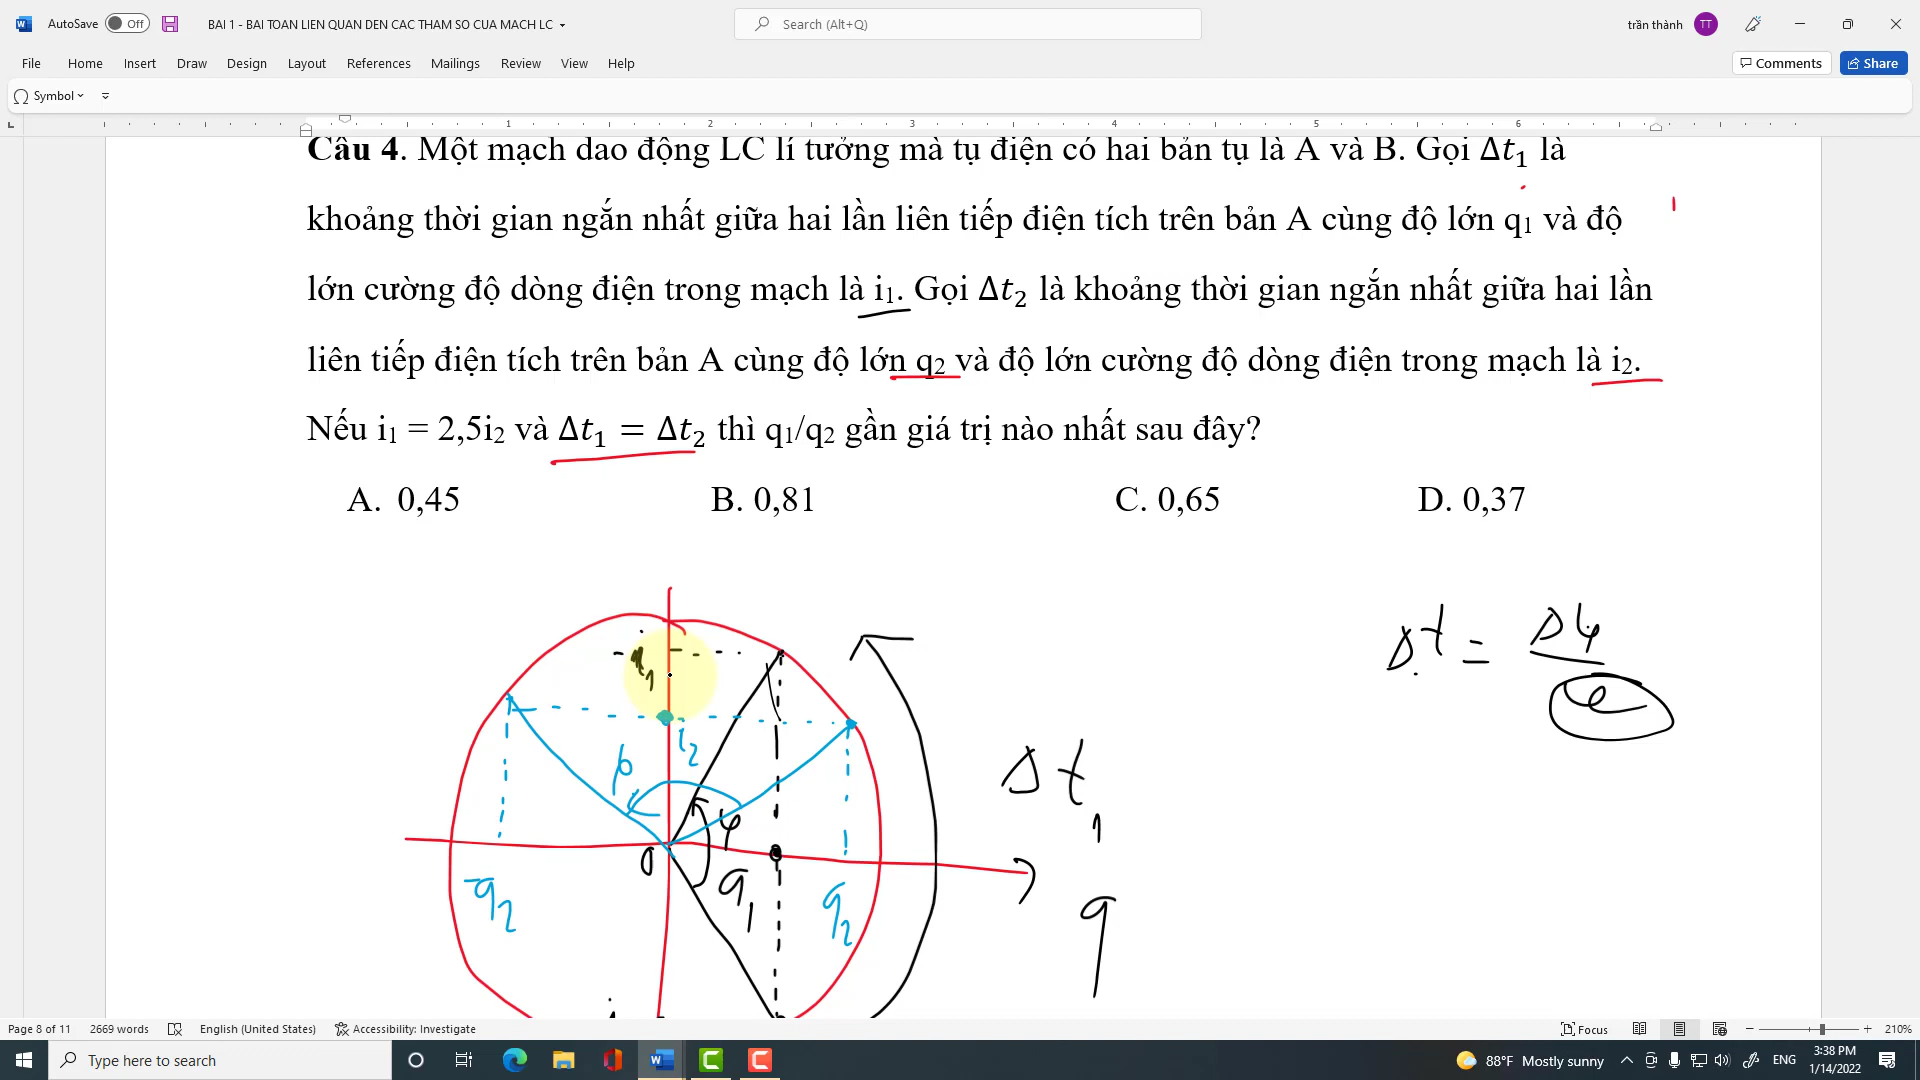 AutoSave Off BAI 1 - BAI TOAN LIEN QUAN DEN CAC THAM SO CUA MACH LC Search (Alt+Q) trần thành TT
File Home Insert Draw Design Layout References Mailings Review View Help Comments Share
Symbol
1 2 3 4 5 6
Câu 4. Một mạch dao động LC lí tưởng mà tụ điện có hai bản tụ là A và B. Gọi Δt₁ là
khoảng thời gian ngắn nhất giữa hai lần liên tiếp điện tích trên bản A cùng độ lớn q₁ và độ
lớn cường độ dòng điện trong mạch là i₁. Gọi Δt₂ là khoảng thời gian ngắn nhất giữa hai lần
liên tiếp điện tích trên bản A cùng độ lớn q₂ và độ lớn cường độ dòng điện trong mạch là i₂.
Nếu i₁ = 2,5i₂ và Δt₁ = Δt₂ thì q₁/q₂ gần giá trị nào nhất sau đây?
A. 0,45 B. 0,81 C. 0,65 D. 0,37
Δt = Δφ
i₂
φ
Δt₁
0
q₁
-q₂
q₂
q
Page 8 of 11 2669 words English (United States) Accessibility: Investigate Focus 210%
Type here to search 88°F Mostly sunny ENG 3:38 PM
1/14/2022